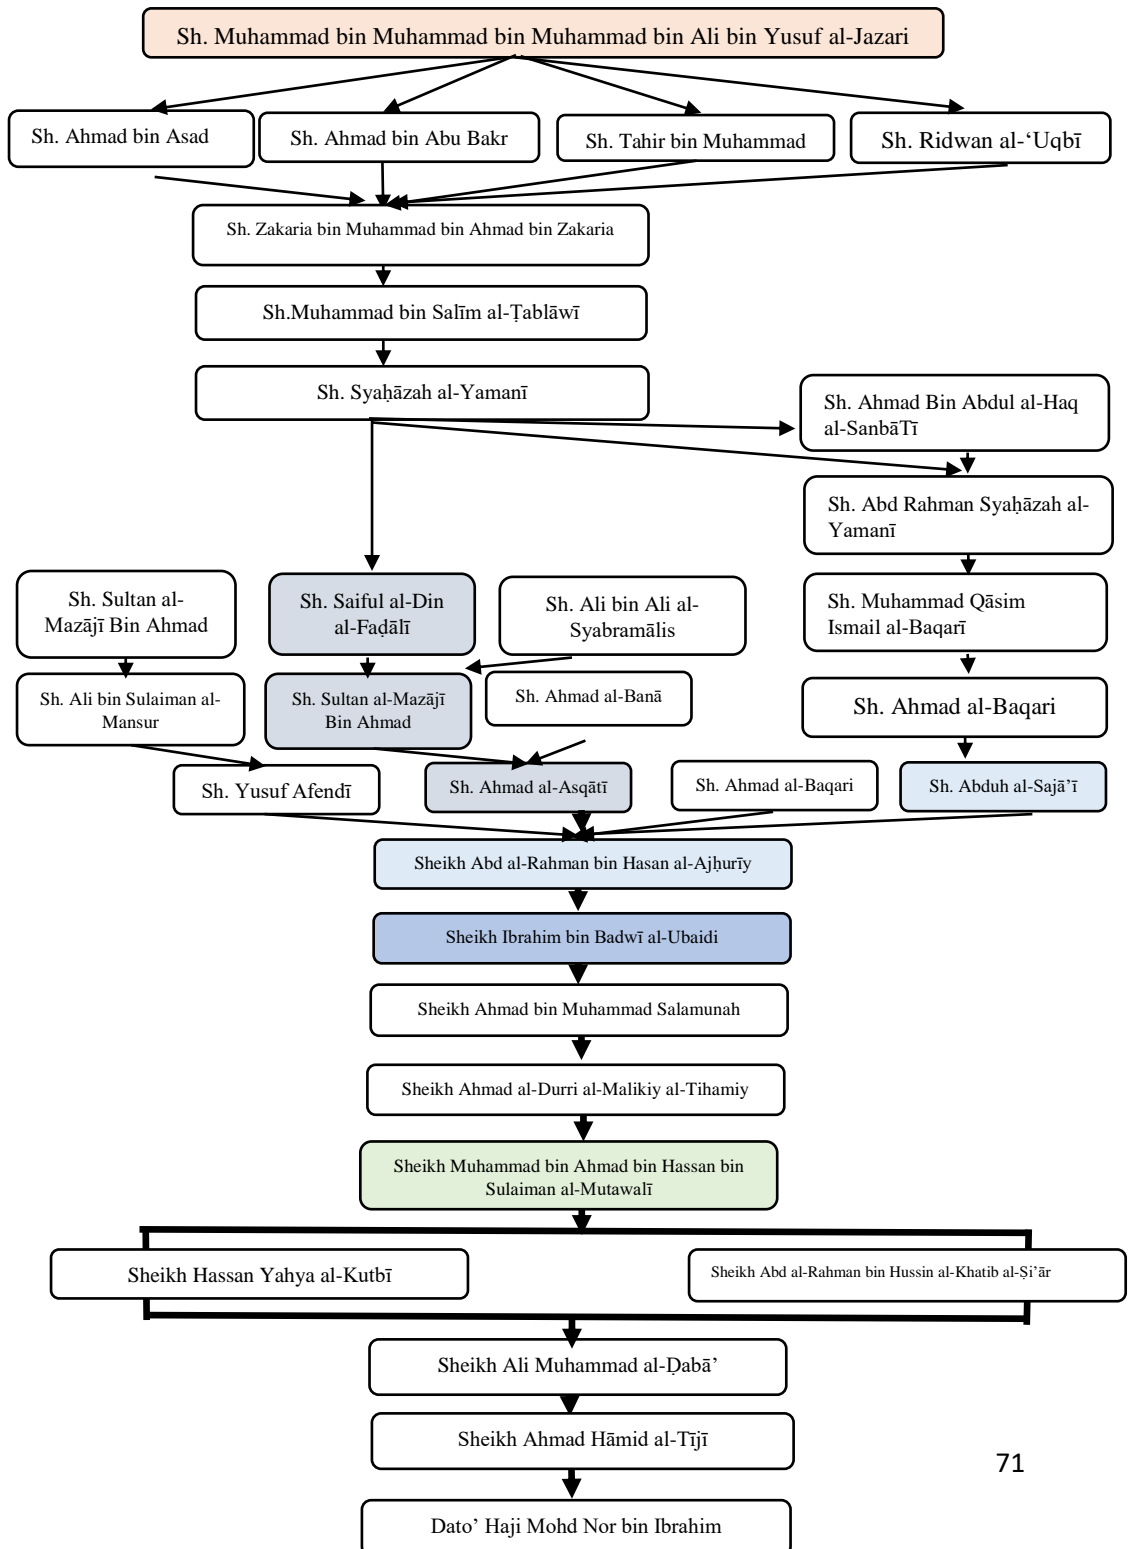 Sh. Muhammad bin Muhammad bin Muhammad bin Ali bin Yusuf al-Jazari
Sh. Ahmad bin Asad
Sh. Ahmad bin Abu Bakr
Sh. Tahir bin Muhammad
Sh. Ridwan al-‘Uqbī
Sh. Zakaria bin Muhammad bin Ahmad bin Zakaria
Sh.Muhammad bin Salīm al-Ṭablāwī
Sh. Syaḥāzah al-Yamanī
Sh. Ahmad Bin Abdul al-Haq
al-SanbāTī
Sh. Abd Rahman Syaḥāzah al-
Yamanī
Sh. Sultan al-
Mazājī Bin Ahmad
Sh. Saiful al-Din
al-Faḍālī
Sh. Ali bin Ali al-
Syabramālis
Sh. Muhammad Qāsim
Ismail al-Baqarī
Sh. Ali bin Sulaiman al-
Mansur
Sh. Sultan al-Mazājī
Bin Ahmad
Sh. Ahmad al-Banā
Sh. Ahmad al-Baqari
Sh. Yusuf Afendī
Sh. Ahmad al-Asqātī
Sh. Ahmad al-Baqari
Sh. Abduh al-Sajā’ī
Sheikh Abd al-Rahman bin Hasan al-Ajḥurīy
Sheikh Ibrahim bin Badwī al-Ubaidi
Sheikh Ahmad bin Muhammad Salamunah
Sheikh Ahmad al-Durri al-Malikiy al-Tihamiy
Sheikh Muhammad bin Ahmad bin Hassan bin
Sulaiman al-Mutawalī
Sheikh Hassan Yahya al-Kutbī
Sheikh Abd al-Rahman bin Hussin al-Khatib al-Ṣi’ār
Sheikh Ali Muhammad al-Ḍabā’
Sheikh Ahmad Hāmid al-Tījī
71
Dato’ Haji Mohd Nor bin Ibrahim